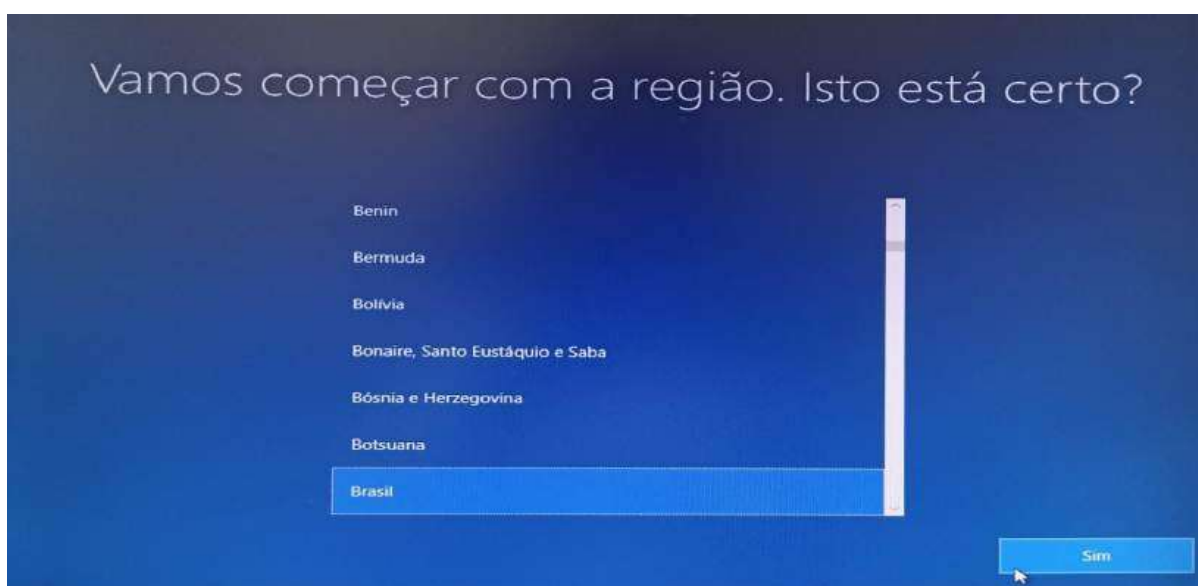 Vamos começar com a região. Isto está certo?
Benin
Bermuda
Bolívia
Bonaire, Santo Eustáquio e Saba
Bósnia e Herzegovina
Botsuana
Brasil
Sim